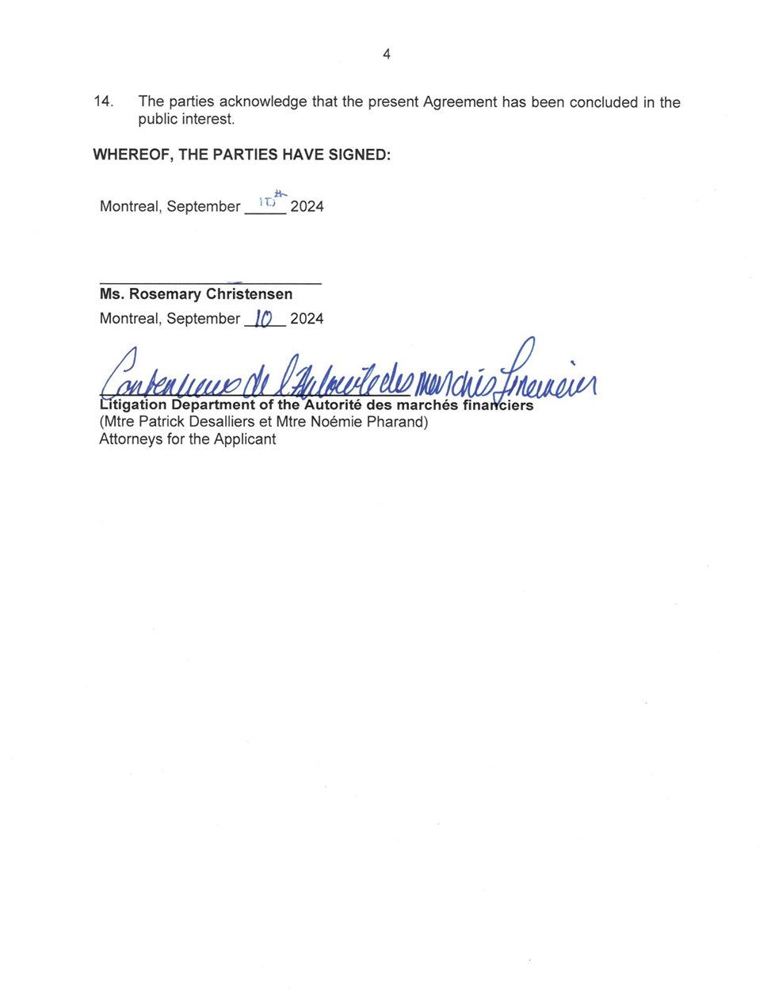 4
14. The parties acknowledge that the present Agreement has been concluded in the
public interest.
WHEREOF, THE PARTIES HAVE SIGNED:
Montreal, September 10th 2024
Ms. Rosemary Christensen
Montreal, September 10 2024
Contentieux de l'Autorité des marchés financiers
Litigation Department of the Autorité des marchés financiers
(Mtre Patrick Desalliers et Mtre Noémie Pharand)
Attorneys for the Applicant